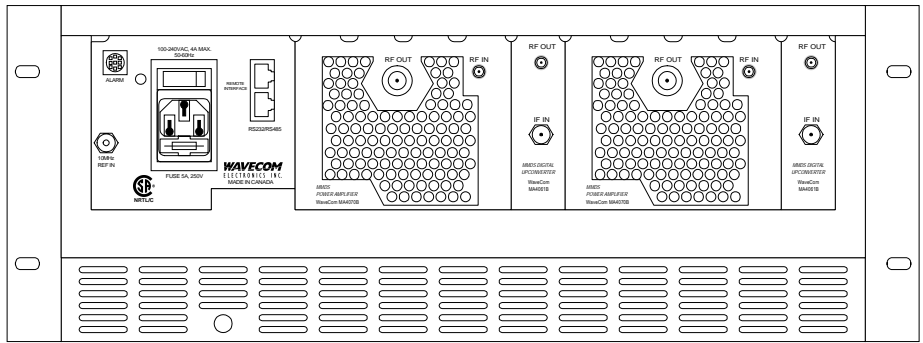 100-240VAC, 4A MAX.
50-60Hz
ALARM
REMOTE
INTERFACE
RS232/RS485
10MHz
REF IN
FUSE 5A, 250V
WAVECOM
ELECTRONICS INC.
MADE IN CANADA
SA
®
NRTL/C
RF OUT
RF IN
MMDS
POWER AMPLIFIER
WaveCom MA4070B
RF OUT
IF IN
MMDS DIGITAL
UPCONVERTER
WaveCom
MA4061B
RF OUT
RF IN
MMDS
POWER AMPLIFIER
WaveCom MA4070B
RF OUT
IF IN
MMDS DIGITAL
UPCONVERTER
WaveCom
MA4061B